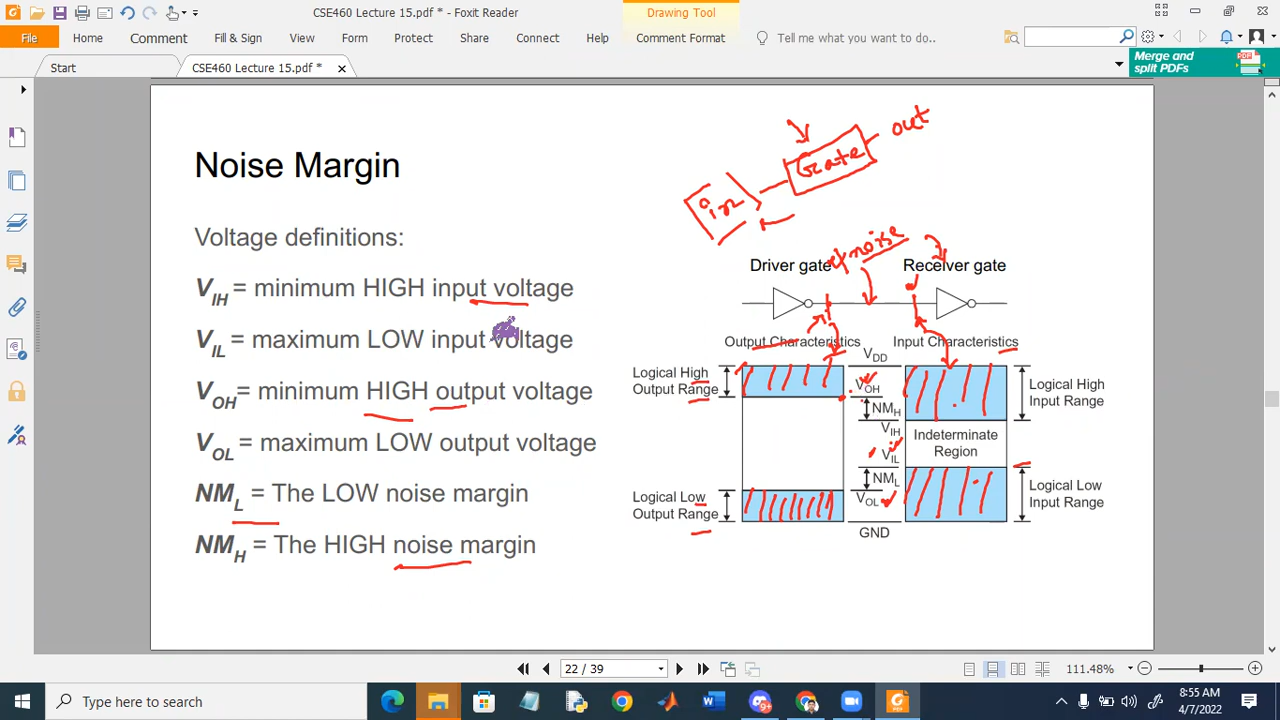 CSE460 Lecture 15.pdf * - Foxit Reader
Drawing Tool
File
Home
Comment
Fill & Sign
View
Form
Protect
Share
Connect
Help
Comment Format
Tell me what you want to do..
Start
CSE460 Lecture 15.pdf *
Merge and
split PDFs
Noise Margin
Voltage definitions:
VIH = minimum HIGH input voltage
VIL = maximum LOW input voltage
VOH = minimum HIGH output voltage
VOL = maximum LOW output voltage
NML = The LOW noise margin
NMH = The HIGH noise margin
in
Gate
out
noise
Driver gate
Receiver gate
Output Characteristics
Input Characteristics
VDD
Logical High
Output Range
VOH
NMH
VIH
Logical High
Input Range
Indeterminate
Region
VIL
NML
VOL
Logical Low
Output Range
Logical Low
Input Range
GND
22 / 39
111.48%
Type here to search
9+
8:55 AM
4/7/2022